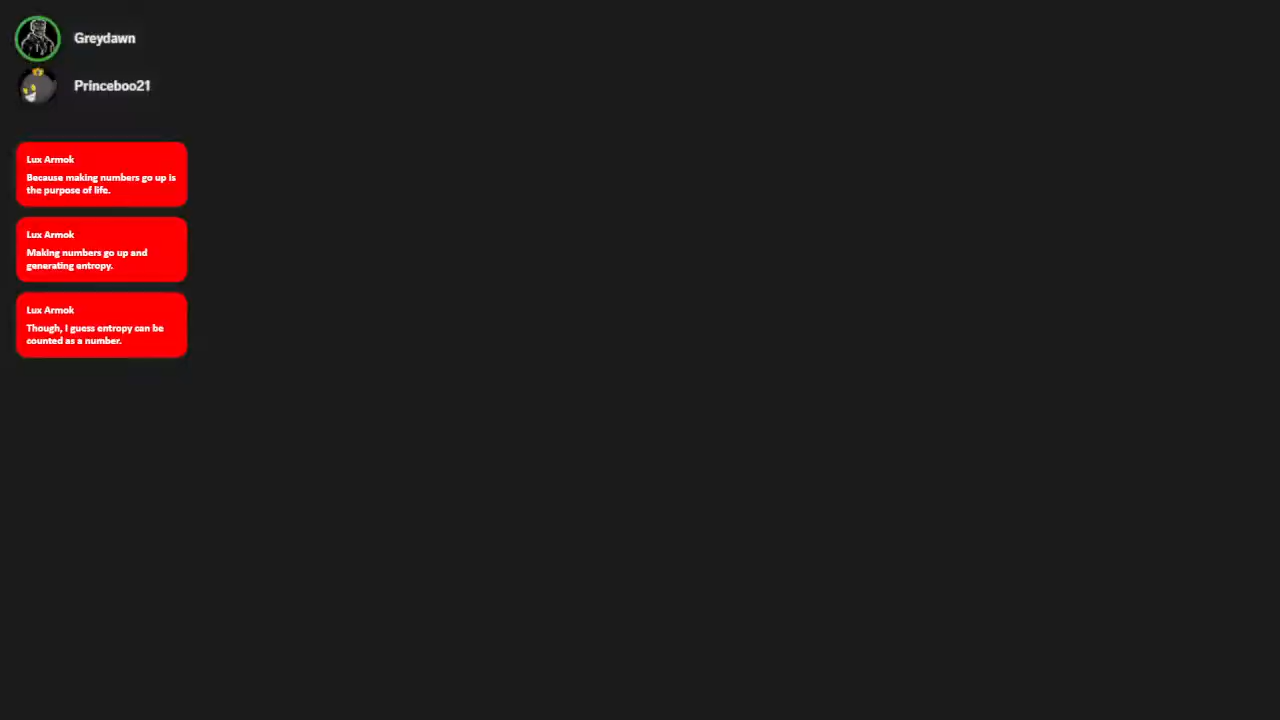 Greydawn
Princeboo21
Lux Armok
Because making numbers go up is
the purpose of life.
Lux Armok
Making numbers go up and
generating entropy.
Lux Armok
Though, I guess entropy can be
counted as a number.